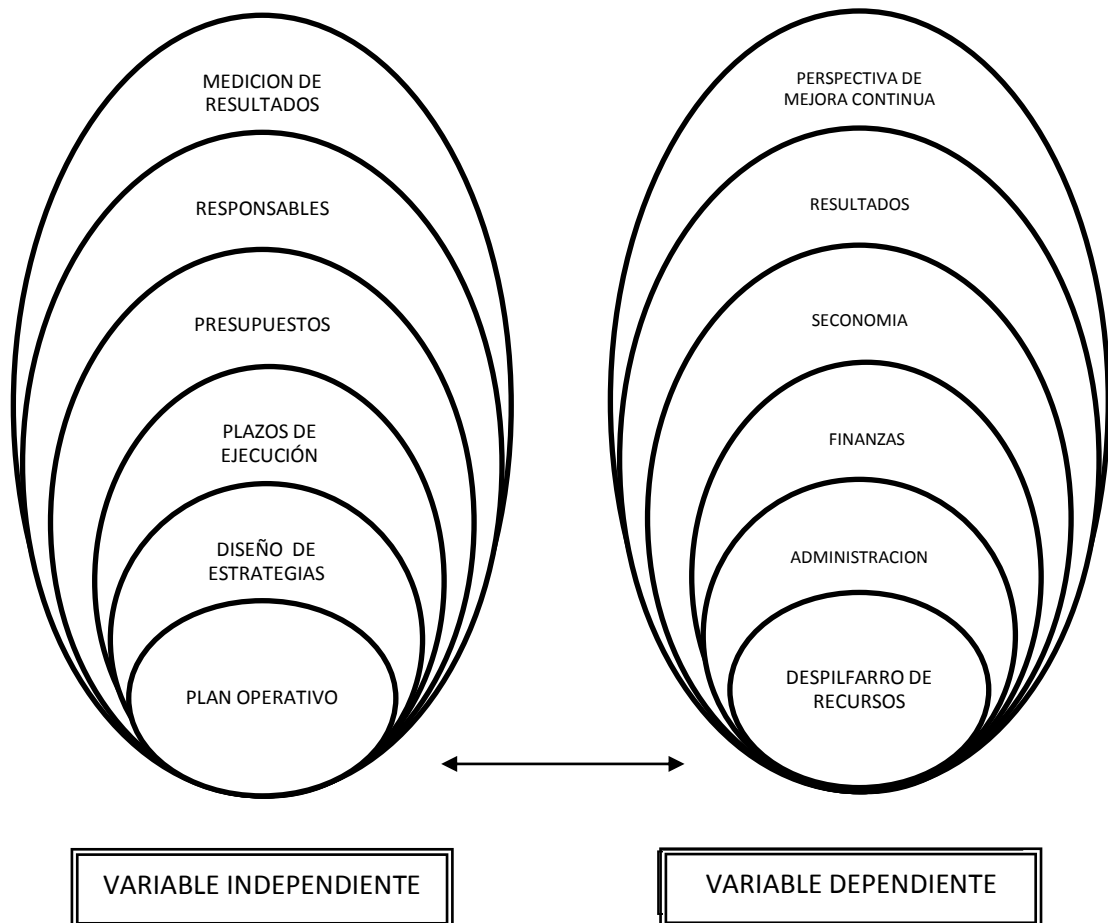 MEDICION DE
RESULTADOS
RESPONSABLES
PRESUPUESTOS
PLAZOS DE
EJECUCIÓN
DISEÑO DE
ESTRATEGIAS
PLAN OPERATIVO
VARIABLE INDEPENDIENTE
PERSPECTIVA DE
MEJORA CONTINUA
RESULTADOS
SECONOMIA
FINANZAS
ADMINISTRACION
DESPILFARRO DE
RECURSOS
VARIABLE DEPENDIENTE